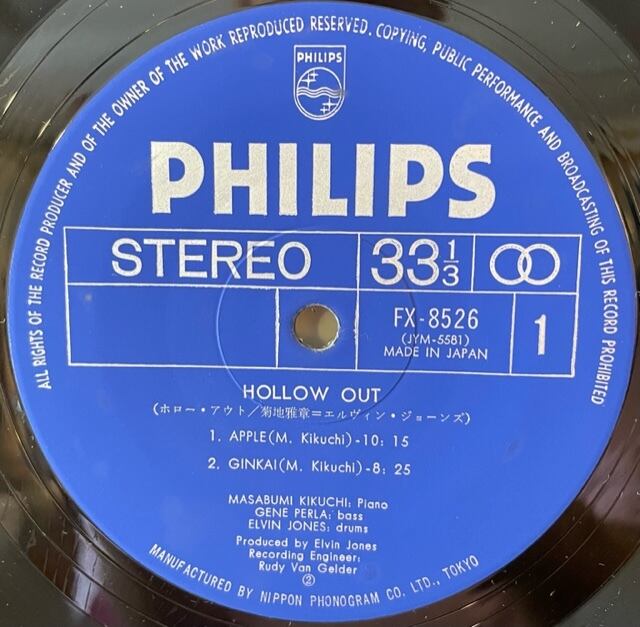 ALL RIGHTS OF THE RECORD PRODUCER AND OF THE OWNER OF THE WORK REPRODUCED RESERVED. COPYING, PUBLIC PERFORMANCE AND BROADCASTING OF THIS RECORD PROHIBITED
PHILIPS
PHILIPS
STEREO
33 1/3
FX-8526
(JYM-5581)
MADE IN JAPAN
1
HOLLOW OUT
(ホロー・アウト/菊地雅章=エルヴィン・ジョーンズ)
1. APPLE(M. Kikuchi)-10: 15
2. GINKAI(M. Kikuchi)-8: 25
MASABUMI KIKUCHI; Piano
GENE PERLA; bass
ELVIN JONES; drums
Produced by Elvin Jones
Recording Engineer:
Rudy Van Gelder
②
MANUFACTURED BY NIPPON PHONOGRAM CO. LTD., TOKYO